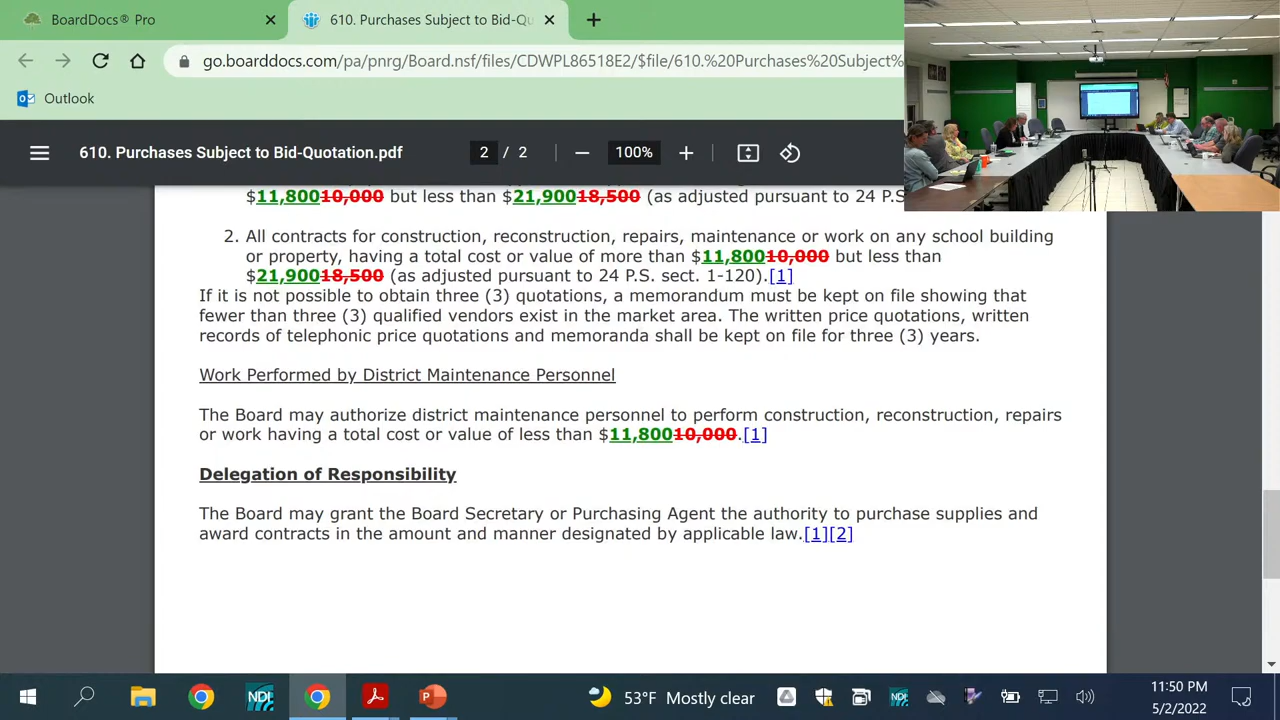 BoardDocs® Pro
610. Purchases Subject to Bid-Qu
go.boarddocs.com/pa/pnrg/Board.nsf/files/CDWPL86518E2/$file/610.%20Purchases%20Subject%
Outlook
610. Purchases Subject to Bid-Quotation.pdf
2 / 2
100%
$11,80010,000 but less than $21,90018,500 (as adjusted pursuant to 24 P.S
2. All contracts for construction, reconstruction, repairs, maintenance or work on any school building
or property, having a total cost or value of more than $11,80010,000 but less than
$21,90018,500 (as adjusted pursuant to 24 P.S. sect. 1-120).[1]
If it is not possible to obtain three (3) quotations, a memorandum must be kept on file showing that
fewer than three (3) qualified vendors exist in the market area. The written price quotations, written
records of telephonic price quotations and memoranda shall be kept on file for three (3) years.
Work Performed by District Maintenance Personnel
The Board may authorize district maintenance personnel to perform construction, reconstruction, repairs
or work having a total cost or value of less than $11,80010,000.[1]
Delegation of Responsibility
The Board may grant the Board Secretary or Purchasing Agent the authority to purchase supplies and
award contracts in the amount and manner designated by applicable law.[1][2]
NDI
53°F Mostly clear
NDI
11:50 PM
5/2/2022